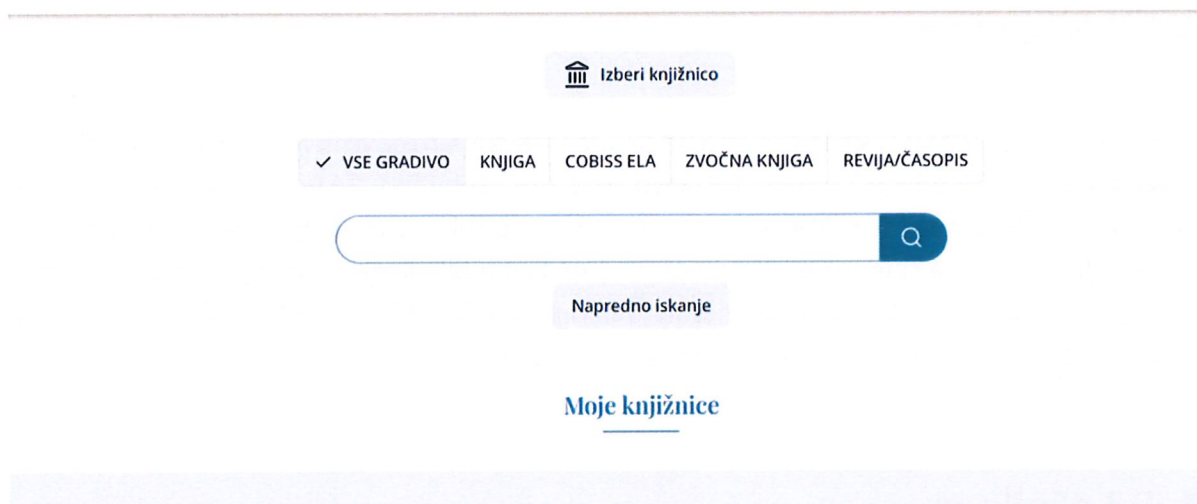 Izberi knjižnico
VSE GRADIVO KNJIGA COBISS ELA ZVOČNA KNJIGA REVIJA/ČASOPIS
Napredno iskanje
Moje knjižnice